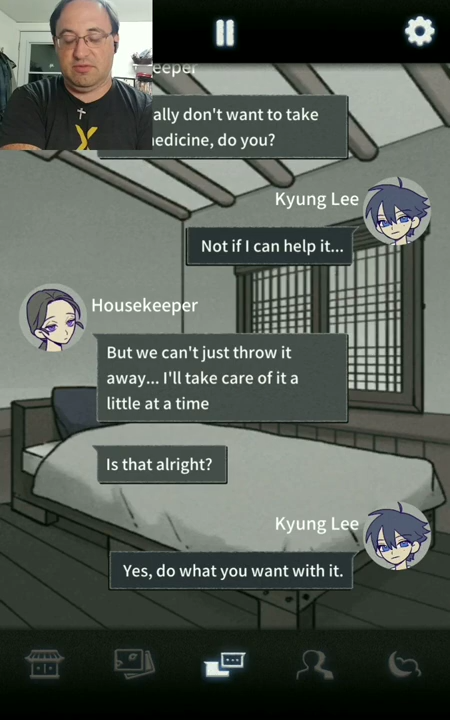 eeper
ally don't want to take
edicine, do you?
Kyung Lee
Not if I can help it...
Housekeeper
But we can't just throw it
away... I'll take care of it a
little at a time
Is that alright?
Kyung Lee
Yes, do what you want with it.